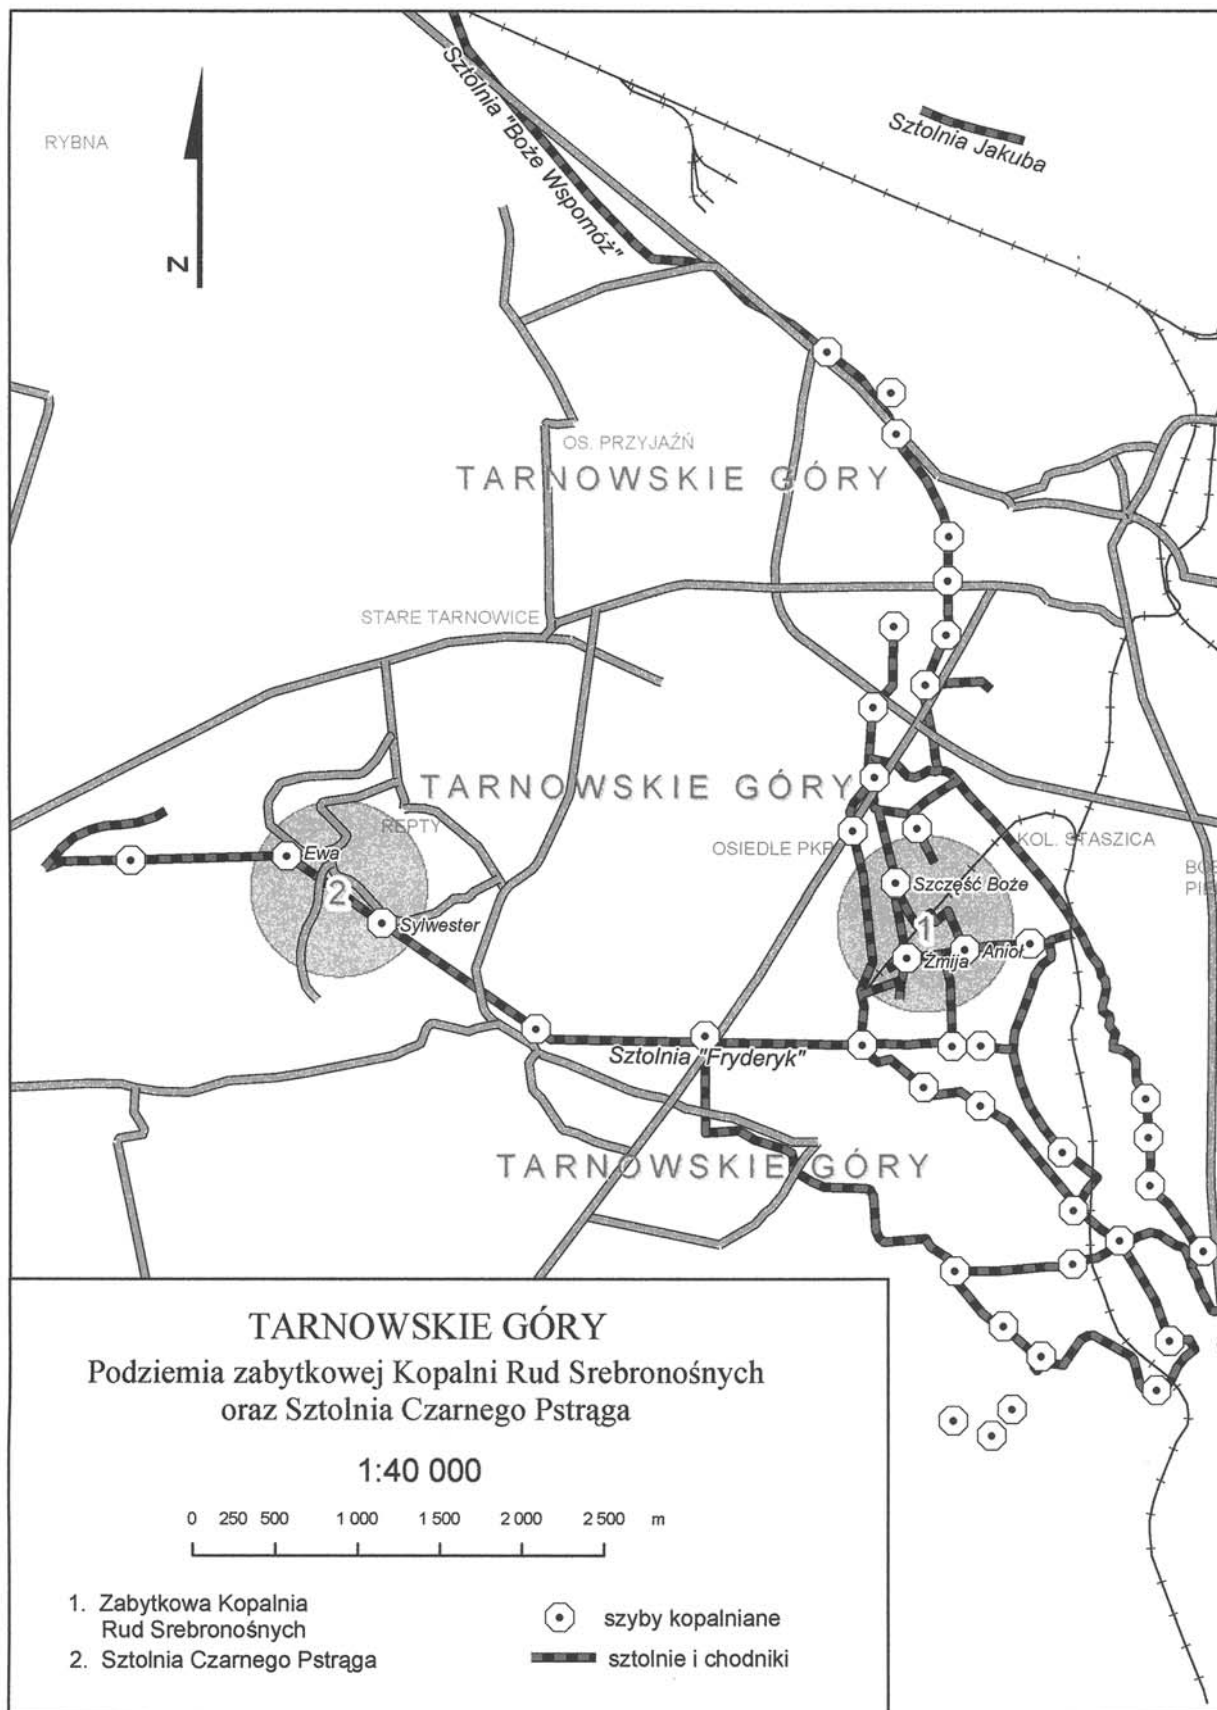 Sztolnia "Boże Wspomóż"
Sztolnia Jakuba
RYBNA
N
OS. PRZYJAŹŃ
TARNOWSKIE GÓRY
STARE TARNOWICE
TARNOWSKIE GÓRY
REPTY
OSIEDLE PKP
KOL. STASZICA
Ewa
2
Sylwester
Szczęść Boże
1
Żmija
Anioł
Sztolnia "Fryderyk"
TARNOWSKIE GÓRY
TARNOWSKIE GÓRY
Podziemia zabytkowej Kopalni Rud Srebronośnych
oraz Sztolnia Czarnego Pstrąga
1:40 000
0 250 500 1 000 1 500 2 000 2 500 m
1. Zabytkowa Kopalnia
Rud Srebronośnych
2. Sztolnia Czarnego Pstrąga
szyby kopalniane
sztolnie i chodniki